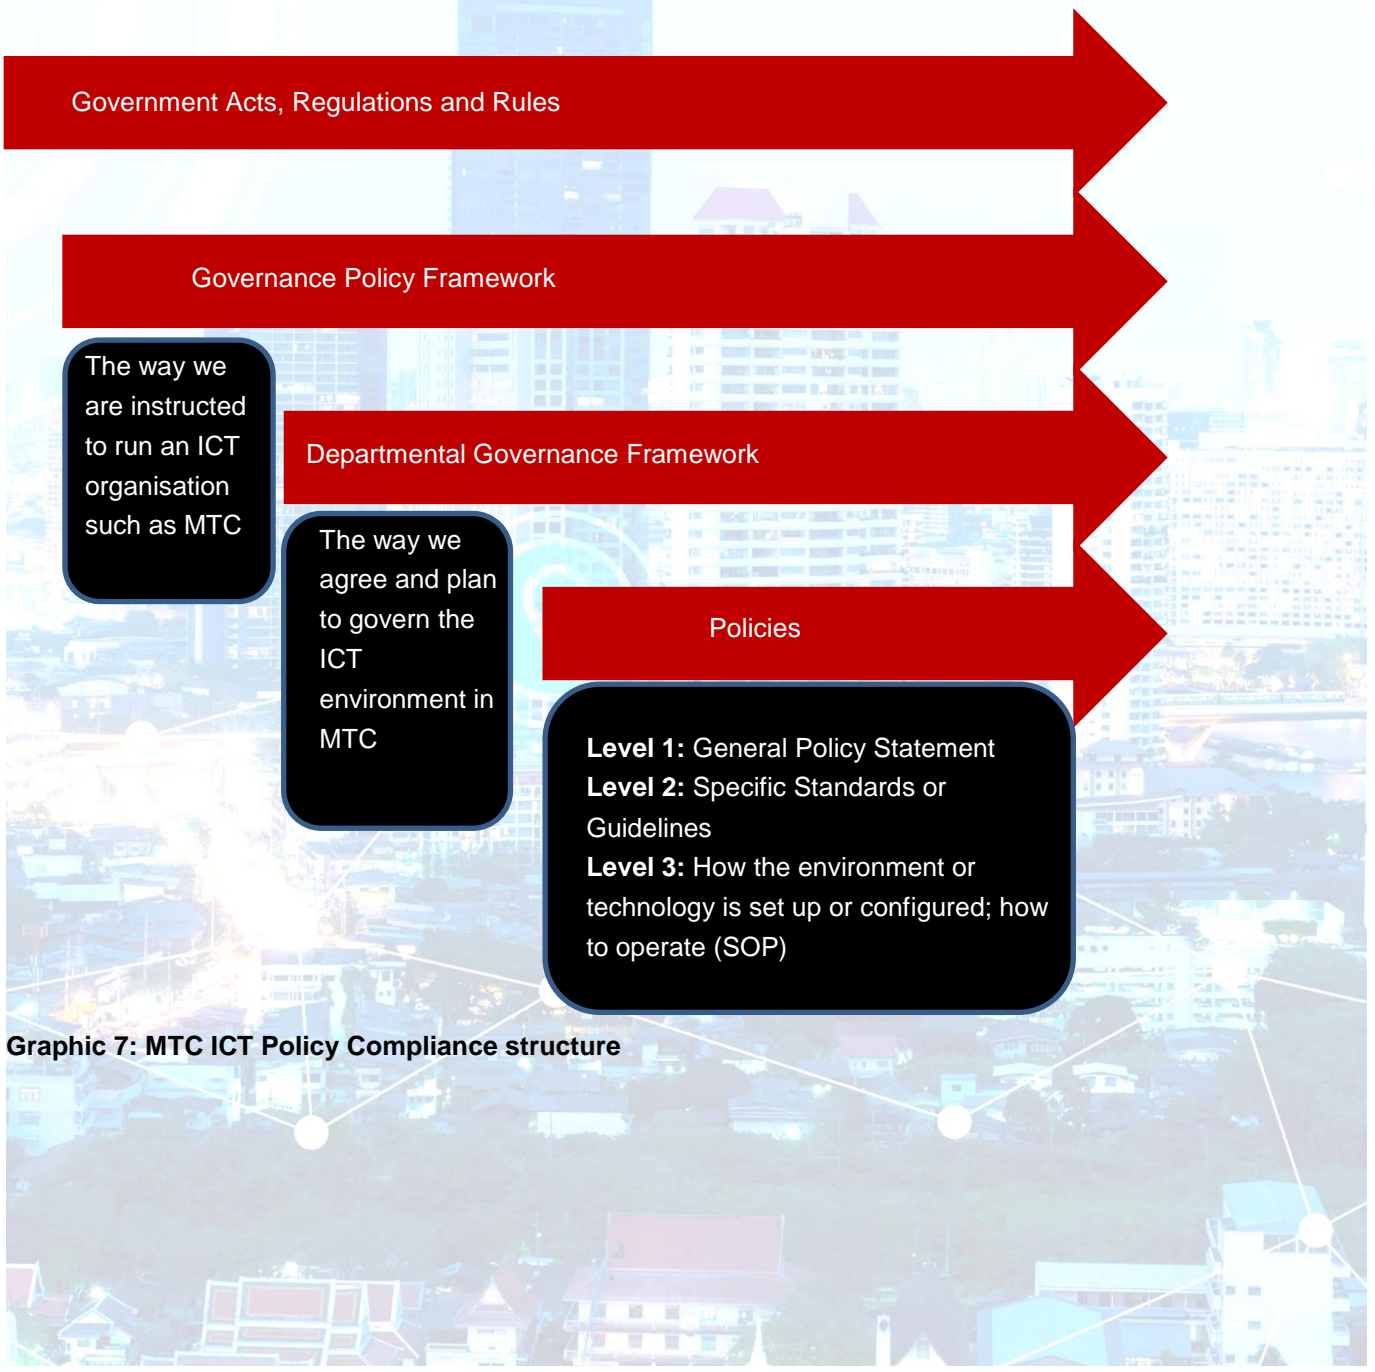 Government Acts, Regulations and Rules
Governance Policy Framework
The way we
are instructed
to run an ICT
organisation
such as MTC
Departmental Governance Framework
The way we
agree and plan
to govern the
ICT
environment in
MTC
Policies
Level 1: General Policy Statement
Level 2: Specific Standards or
Guidelines
Level 3: How the environment or
technology is set up or configured; how
to operate (SOP)
Graphic 7: MTC ICT Policy Compliance structure